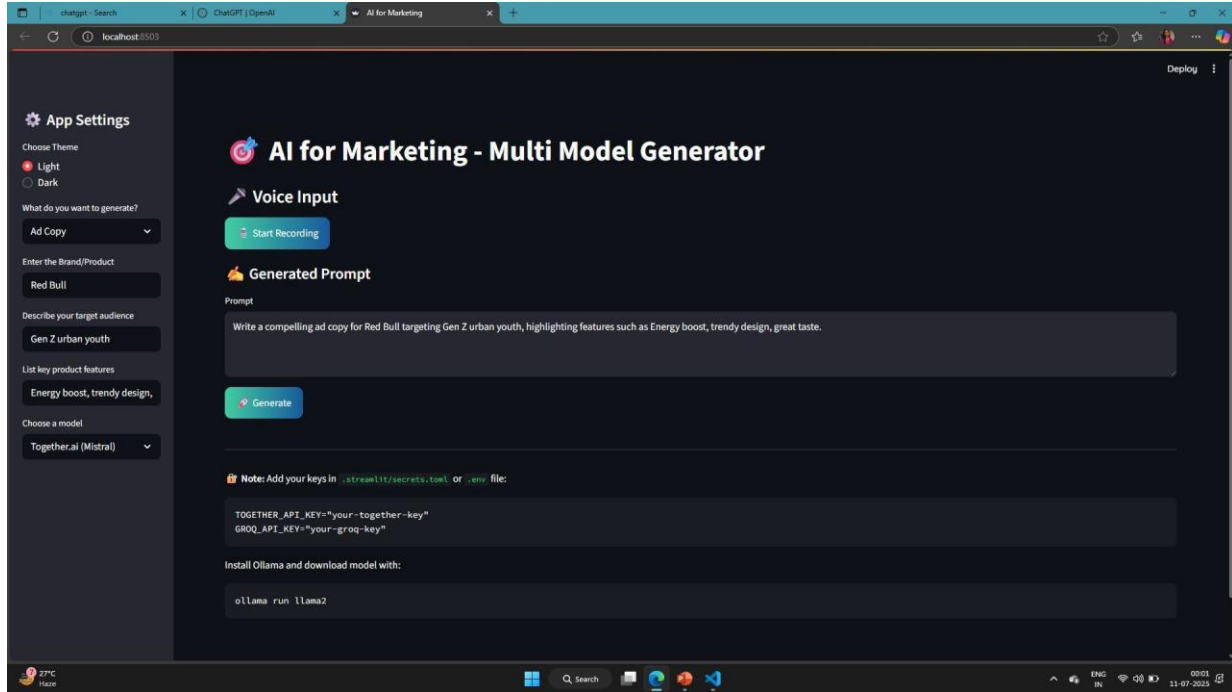 chatgpt - Search
ChatGPT | OpenAI
AI for Marketing
localhost:8503
Deploy
App Settings
Choose Theme
Light
Dark
What do you want to generate?
Ad Copy
Enter the Brand/Product
Red Bull
Describe your target audience
Gen Z urban youth
List key product features
Energy boost, trendy design,
Choose a model
Together.ai (Mistral)
AI for Marketing - Multi Model Generator
Voice Input
Start Recording
Generated Prompt
Prompt
Write a compelling ad copy for Red Bull targeting Gen Z urban youth, highlighting features such as Energy boost, trendy design, great taste.
Generate
Note: Add your keys in .streamlit/secrets.toml or .env file:
TOGETHER_API_KEY="your-together-key"
GROQ_API_KEY="your-groq-key"
Install Ollama and download model with:
ollama run llama2
27°C
Haze
Search
ENG
IN
00:01
11-07-2025